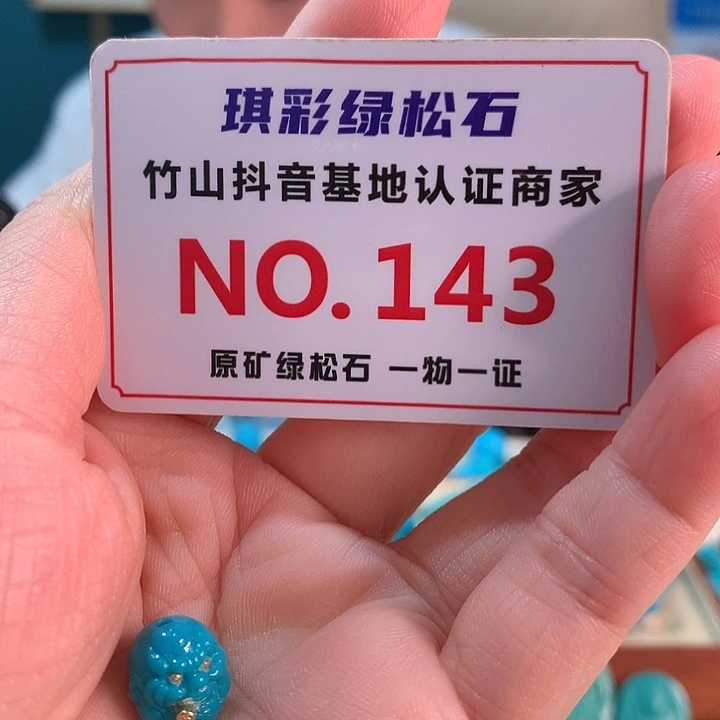 琪彩绿松石
竹山抖音基地认证商家
NO.143
原矿绿松石 一物一证